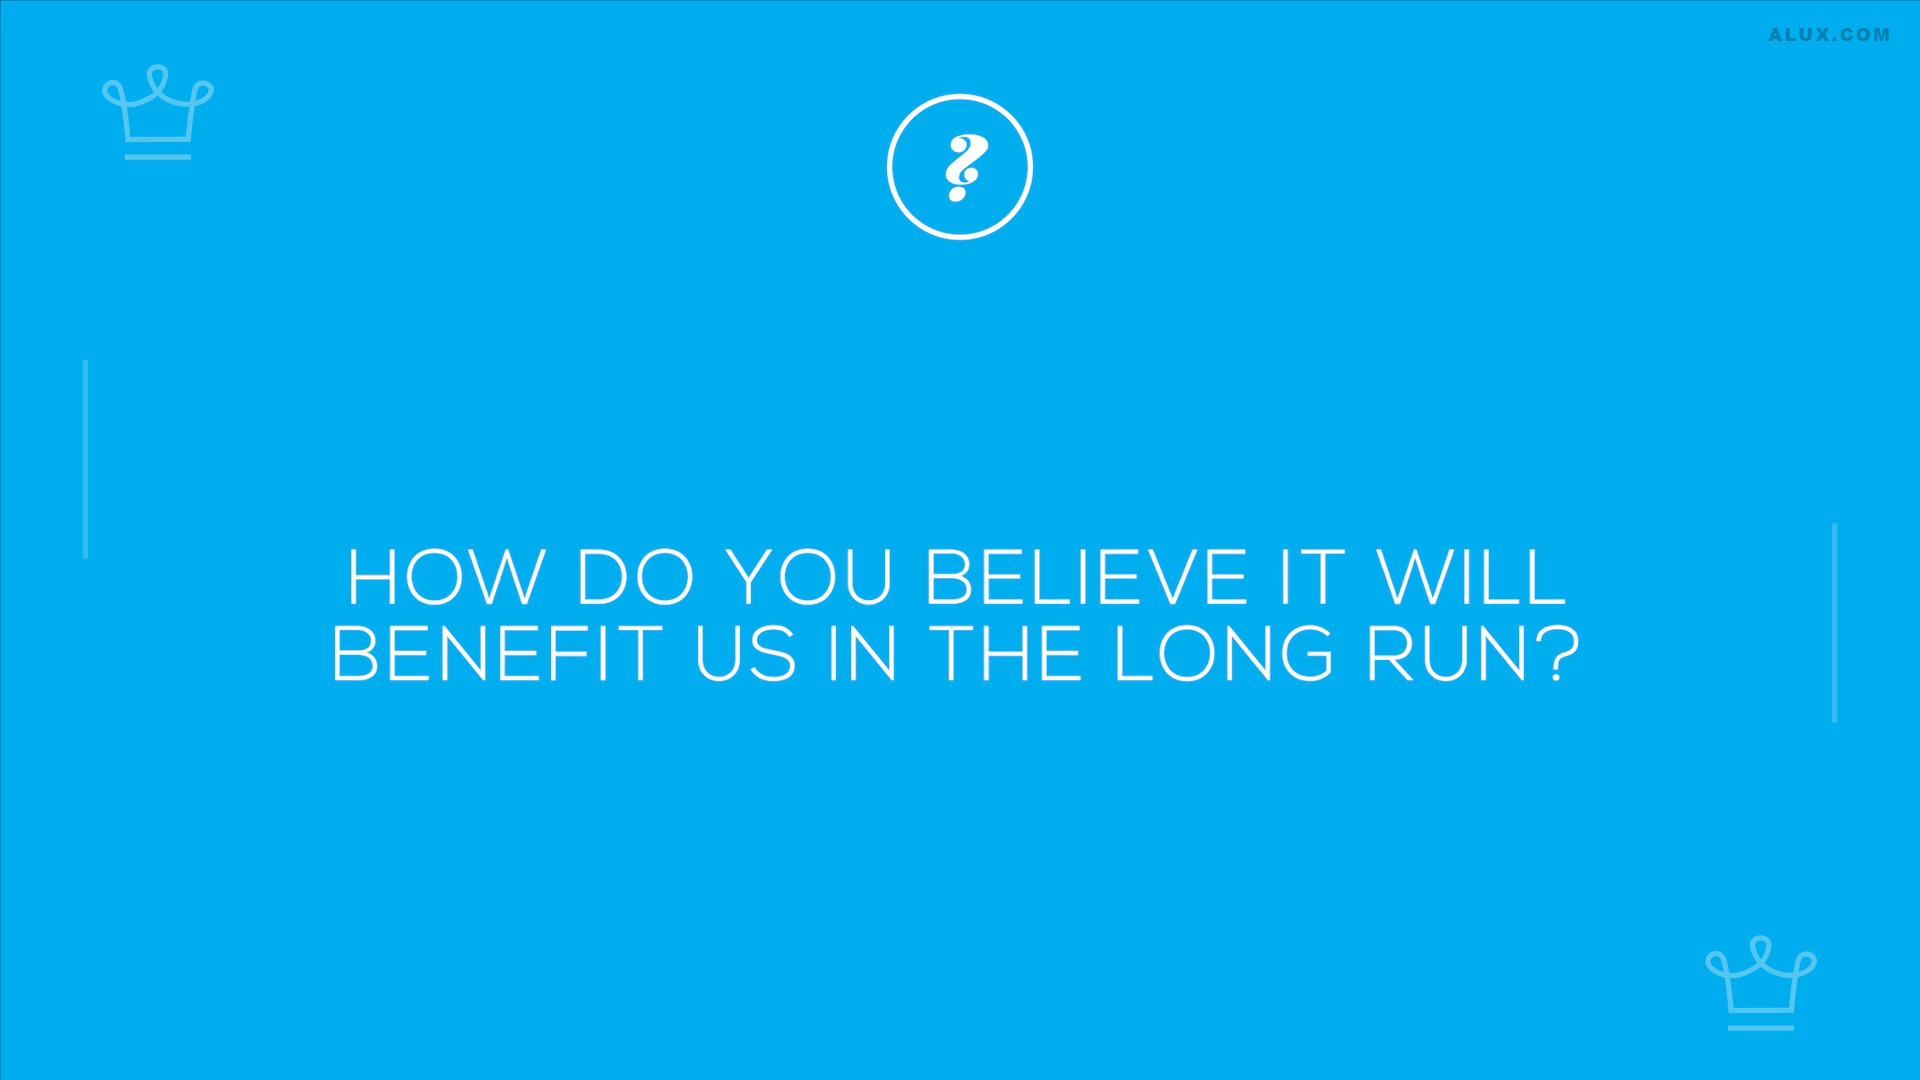 ALUX.COM
?
HOW DO YOU BELIEVE IT WILL
BENEFIT US IN THE LONG RUN?